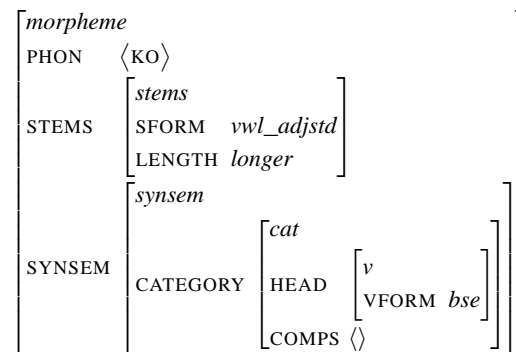 morpheme
PHON ⟨KO⟩
stems
STEMS SFORM vwl_adjstd
LENGTH longer
synsem
cat
SYNSEM CATEGORY HEAD v
VFORM bse
COMPS ⟨⟩